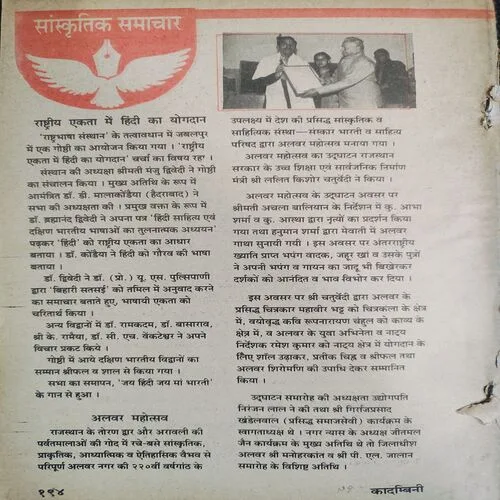 सांस्कृतिक समाचार
राष्ट्रीय एकता में हिंदी का योगदान
'राष्ट्रभाषा संस्थान' के तत्वावधान में जबलपुर
में एक गोष्ठी का आयोजन किया गया । 'राष्ट्रीय
एकता में हिंदी का योगदान' चर्चा का विषय रहा ।
संस्थान की अध्यक्षा श्रीमती मंजु द्विवेदी ने गोष्ठी
का संचालन किया । मुख्य अतिथि के रूप में
आमंत्रित डॉ. डी. मालाकोंडैया (हैदराबाद) ने
सभा की अध्यक्षता की । प्रमुख वक्ता के रूप में
डॉ. ब्रह्मानंद द्विवेदी ने अपना पत्र 'हिंदी साहित्य एवं
दक्षिण भारतीय भाषाओं का तुलनात्मक अध्ययन'
पढ़कर 'हिंदी' को राष्ट्रीय एकता का आधार
बताया । डॉ. कोंडैया ने हिंदी को गौरव की भाषा
बताया ।
डॉ. द्विवेदी ने डॉ. (प्रो.) यू. एस. पुल्सिपाणी
द्वारा 'बिहारी सतसई' को तमिल में अनुवाद करने
का समाचार बताते हुए, भाषायी एकता को
चरितार्थ किया ।
अन्य विद्वानों में डॉ. रामकदम, डॉ. बासाराव,
श्री के. रामैया, डॉ. सी. एच. वेंकटेश्वर ने अपने
विचार प्रकट किये ।
गोष्ठी में आये दक्षिण भारतीय विद्वानों का
सम्मान श्रीफल व शाल से किया गया ।
सभा का समापन, 'जय हिंदी जय मां भारती'
के गान से हुआ ।
अलवर महोत्सव
राजस्थान के तोरण द्वार और अरावली की
पर्वतमालाओं की गोद में रचे-बसे सांस्कृतिक,
प्राकृतिक, आध्यात्मिक व ऐतिहासिक वैभव से
परिपूर्ण अलवर नगर की २२०वीं वर्षगांठ के
उपलक्ष्य में देश की प्रसिद्ध सांस्कृतिक व
साहित्यिक संस्था—संस्कार भारती व साहित्य
परिषद द्वारा अलवर महोत्सव मनाया गया ।
अलवर महोत्सव का उद्घाटन राजस्थान
सरकार के उच्च शिक्षा एवं सार्वजनिक निर्माण
मंत्री श्री ललित किशोर चतुर्वेदी ने किया ।
अलवर महोत्सव के उद्घाटन अवसर पर
श्रीमती अचला बालियान के निर्देशन में कु. आभा
शर्मा व कु. आस्था द्वारा नृत्यों का प्रदर्शन किया
गया तथा हनुमान शर्मा द्वारा मेवाती में अलवर
गाथा सुनायी गयी । इस अवसर पर अंतरराष्ट्रीय
ख्याति प्राप्त भपंग वादक, जहूर खां व उसके पुत्रों
ने अपनी भपंग व गायन का जादू भी बिखेरकर
दर्शकों को आनंदित व भाव विभोर कर दिया ।
इस अवसर पर श्री चतुर्वेदी द्वारा अलवर के
प्रसिद्ध चित्रकार महावीर भट्ट को चित्रकला के क्षेत्र
में, वयोवृद्ध कवि रूपनारायण चंहुल को काव्य के
क्षेत्र में, व अलवर के युवा अभिनेता व नाट्य
निर्देशक रमेश कुमार को नाट्य क्षेत्र में योगदान के
लिए शॉल उढ़ाकर, प्रतीक चिह्न व श्रीफल तथा
अलवर शिरोमणि की उपाधि देकर सम्मानित
किया ।
उद्घाटन समारोह की अध्यक्षता उद्योगपति
निरंजन लाल ने की तथा श्री गिर्राजप्रसाद
खंडेलवाल (प्रसिद्ध समाजसेवी) कार्यक्रम के
स्वागताध्यक्ष थे । नगर न्यास के अध्यक्ष जीतमल
जैन कार्यक्रम के मुख्य अतिथि थे तो जिलाधीश
अलवर श्री मनोहरकांत व श्री पी. एल. जालान
समारोह के विशिष्ट अतिथि ।
१९४
कादम्बिनी